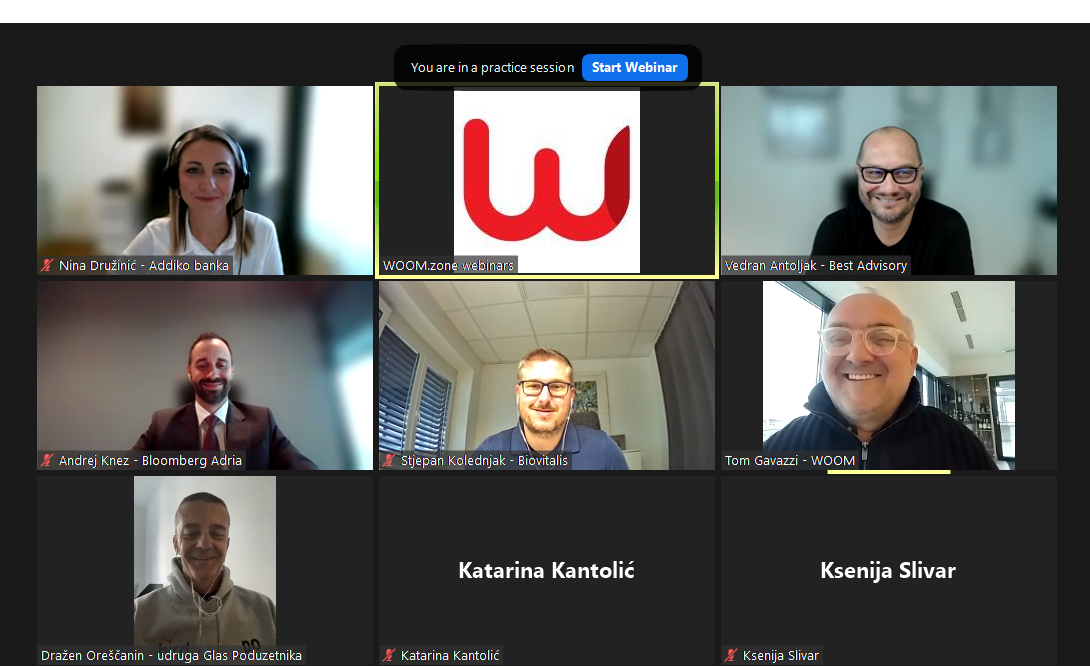 You are in a practice session Start Webinar
Nina Družinić - Addiko banka
WOOM.zone webinars
Vedran Antoljak - Best Advisory
Andrej Knez - Bloomberg Adria
Stjepan Kolednjak - Biovitalis
Tom Gavazzi - WOOM
Katarina Kantolić
Ksenija Slivar
Dražen Oreščanin - udruga Glas Poduzetnika
Katarina Kantolić
Ksenija Slivar